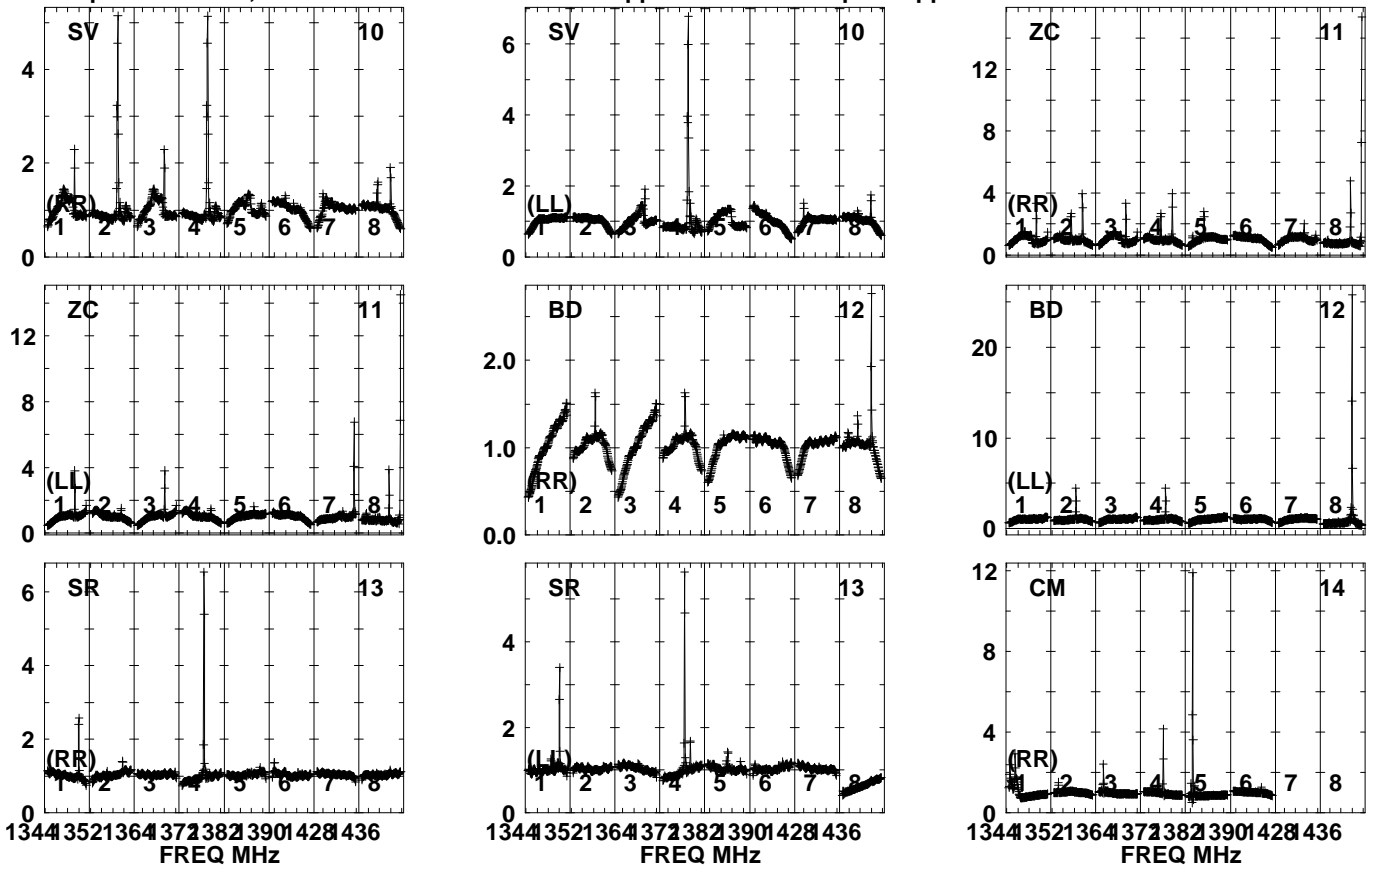 SV 10 SV 10 ZC 11
4 6 12
2 4 8
2 4
(RR) (LL) (RR)
1 2 3 4 5 6 7 8 1 2 3 4 5 6 7 8 1 2 3 4 5 6 7 8
0 0 0
ZC 11 BD 12 BD 12
12 2.0 20
8 1.0 10
4
(LL) (RR) (LL)
1 2 3 4 5 6 7 8 1 2 3 4 5 6 7 8 1 2 3 4 5 6 7 8
0 0.0 0
SR 13 SR 13 CM 14
6 4 12
4 2 8
2 4
(RR) (LL) (RR)
1 2 3 4 5 6 7 8 1 2 3 4 5 6 7 8 1 2 3 4 5 6 7 8
0 0 0
1344 1352 1364 1372 1382 1390 1428 1436 1344 1352 1364 1372 1382 1390 1428 1436 1344 1352 1364 1372 1382 1390 1428 1436
FREQ MHz FREQ MHz FREQ MHz